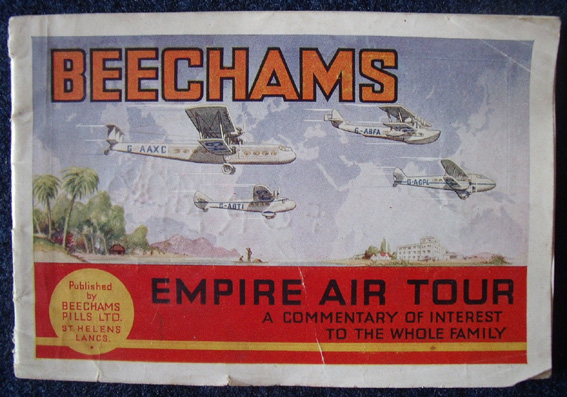 BEECHAMS
G-AAXC
G-ABFA
G-ACPL
G-ABTI
EMPIRE AIR TOUR
A COMMENTARY OF INTEREST
TO THE WHOLE FAMILY
Published
by
BEECHAMS
PILLS LTD.
ST HELENS
LANCS.